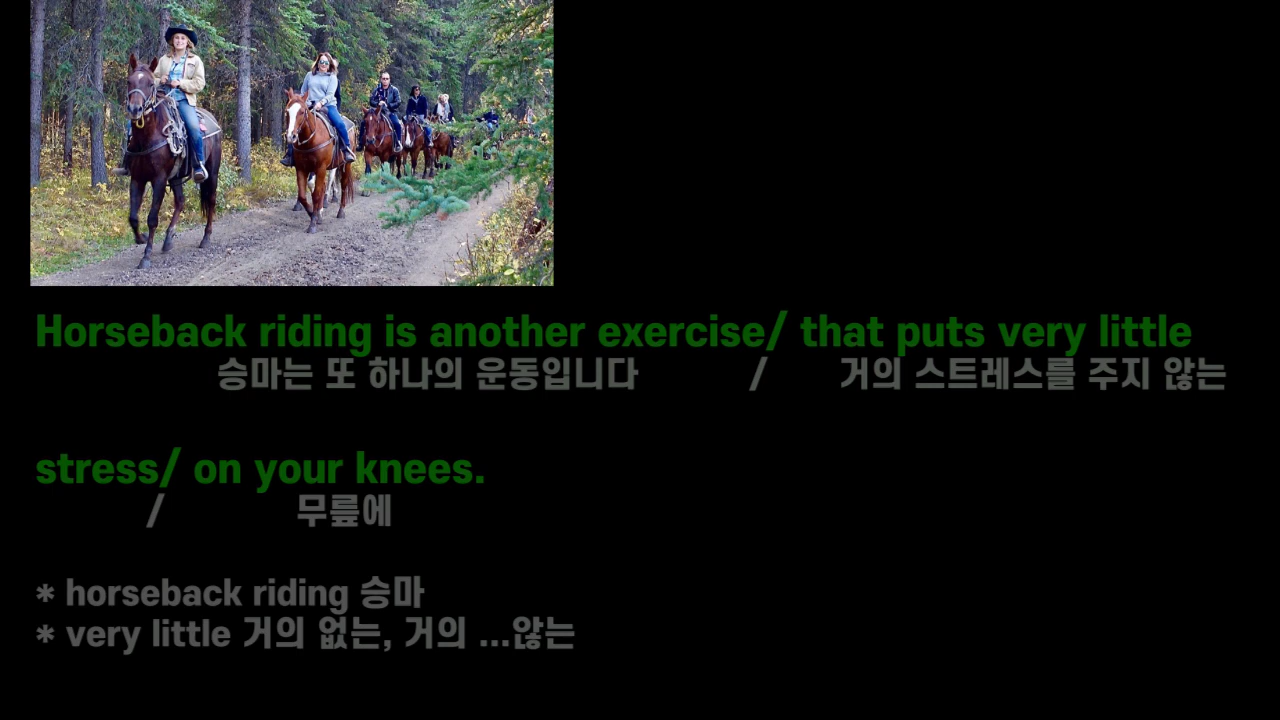 Horseback riding is another exercise/ that puts very little
승마는 또 하나의 운동입니다 / 거의 스트레스를 주지 않는
stress/ on your knees.
/ 무릎에
* horseback riding 승마
* very little 거의 없는, 거의 ...않는